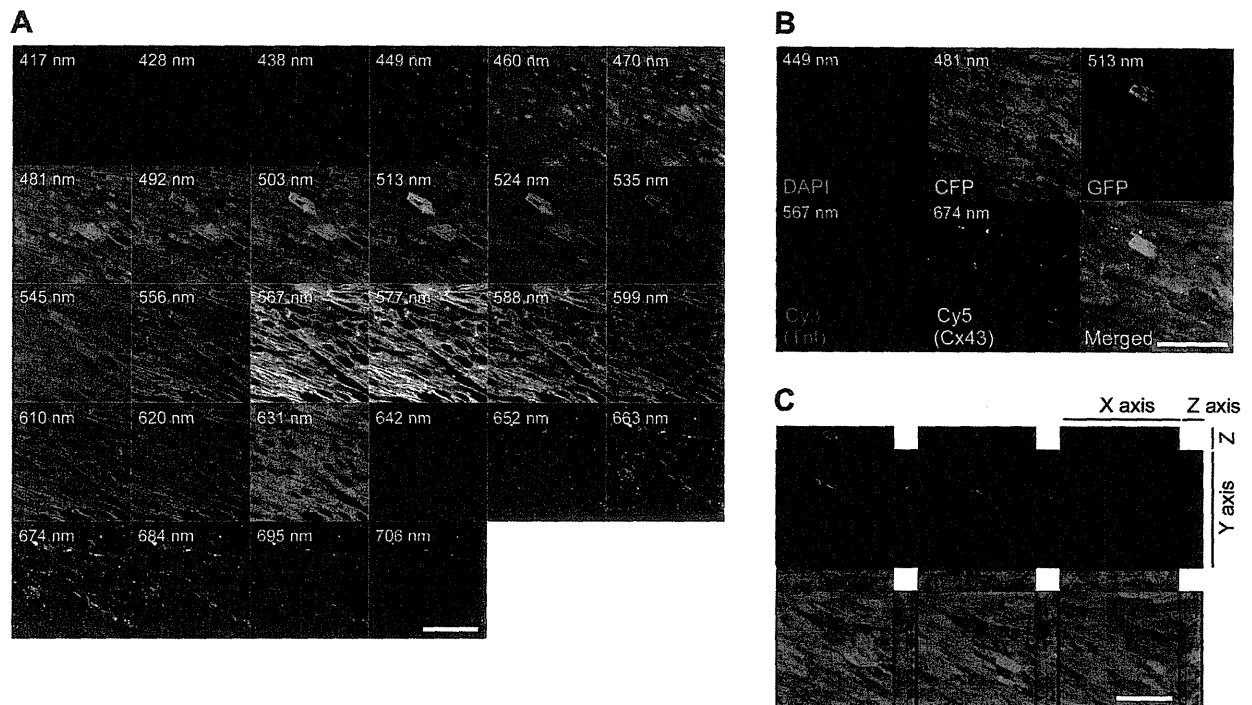 A
417 nm 428 nm 438 nm 449 nm 460 nm 470 nm
481 nm 492 nm 503 nm 513 nm 524 nm 535 nm
545 nm 556 nm 567 nm 577 nm 588 nm 599 nm
610 nm 620 nm 631 nm 642 nm 652 nm 663 nm
674 nm 684 nm 695 nm 706 nm
B
449 nm 481 nm 513 nm
DAPI CFP GFP
567 nm 674 nm
Cy3 Cy5
(TnI) (Cx43) Merged
C
X axis Z axis
Z
Y axis